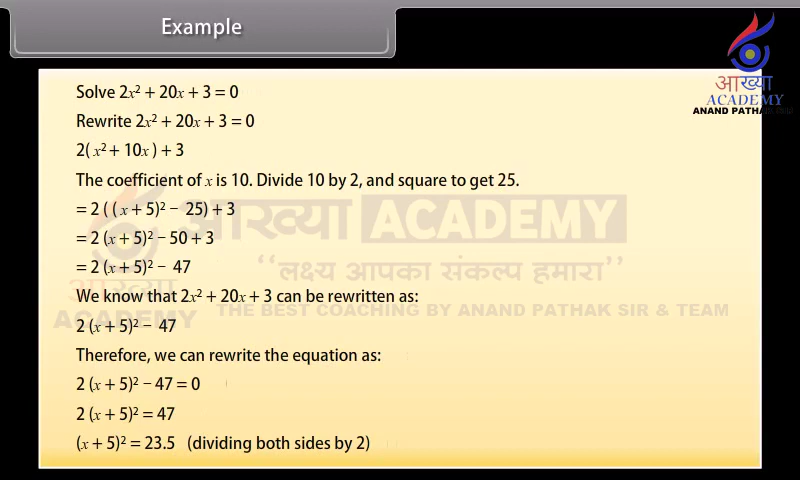 Example
आख्या
ACADEMY
ANAND PATHAK
Solve 2x² + 20x + 3 = 0
Rewrite 2x² + 20x + 3 = 0
2( x² + 10x ) + 3
The coefficient of x is 10. Divide 10 by 2, and square to get 25.
= 2 ( ( x + 5)² – 25) + 3
= 2 (x + 5)² – 50 + 3
= 2 (x + 5)² – 47
We know that 2x² + 20x + 3 can be rewritten as:
2 (x + 5)² – 47
Therefore, we can rewrite the equation as:
2 (x + 5)² – 47 = 0
2 (x + 5)² = 47
(x + 5)² = 23.5 (dividing both sides by 2)
आख्या ACADEMY
“लक्ष्य आपका संकल्प हमारा”
आख्या
ACADEMY
THE BEST COACHING BY ANAND PATHAK SIR & TEAM